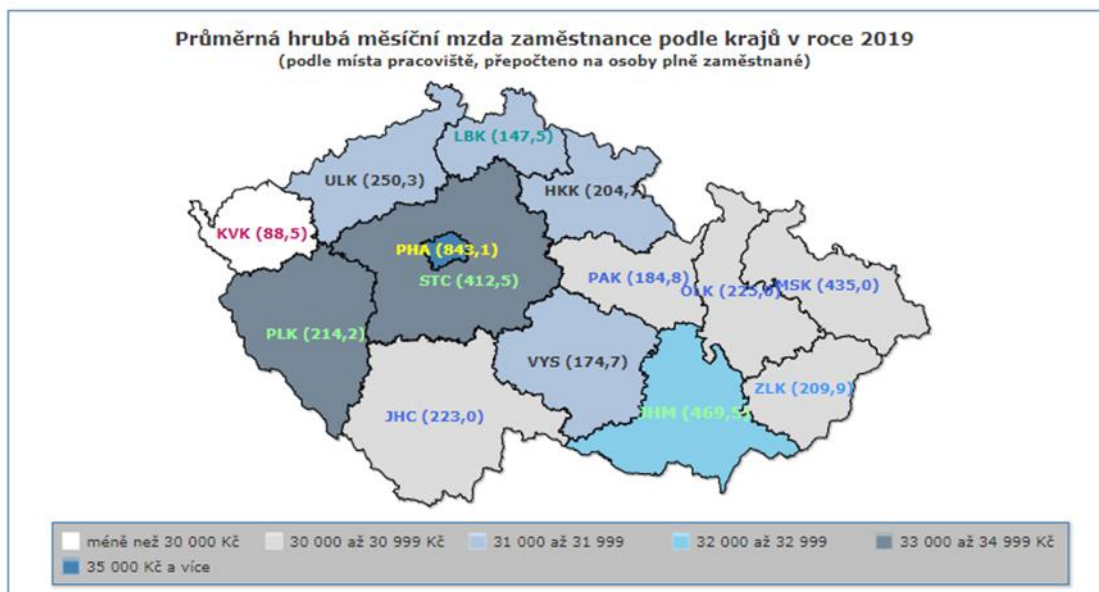 Průměrná hrubá měsíční mzda zaměstnance podle krajů v roce 2019
(podle místa pracoviště, přepočteno na osoby plně zaměstnané)
LBK (147,5)
ULK (250,3)
HKK (204,7)
KVK (88,5)
PHA (843,1)
STC (412,5)
PAK (184,8)
OLK (225,0)
MSK (435,0)
PLK (214,2)
VYS (174,7)
ZLK (209,9)
JHC (223,0)
JHM (469,5)
méně než 30 000 Kč
30 000 až 30 999 Kč
31 000 až 31 999
32 000 až 32 999
33 000 až 34 999 Kč
35 000 Kč a více